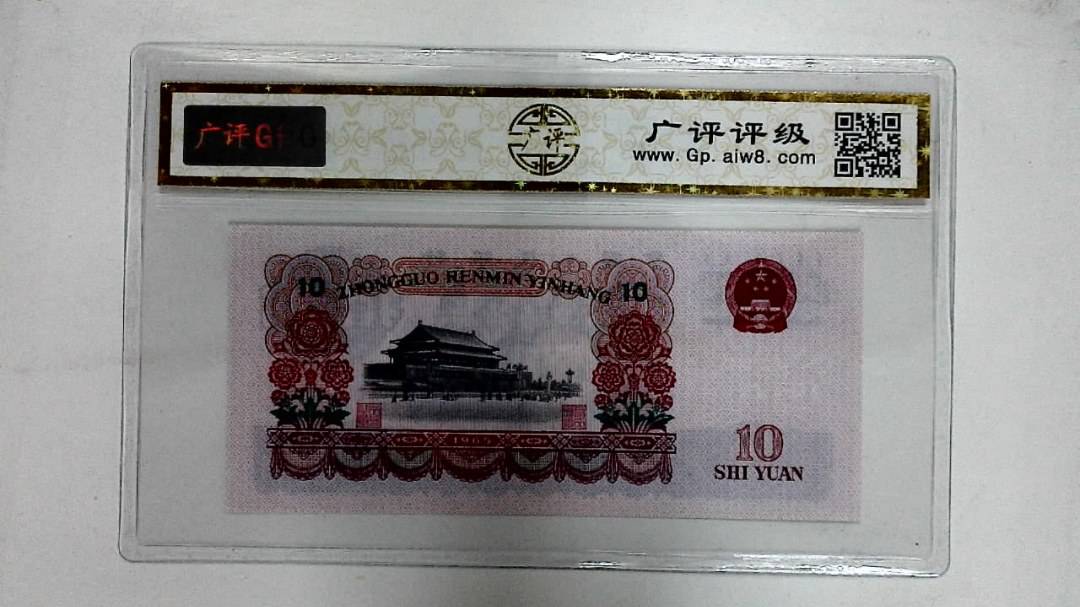 广评G
广评
广评评级
www.Gp.aiw8.com
10
ZHONGGUO RENMIN YINHANG
10
1965
10
SHI YUAN